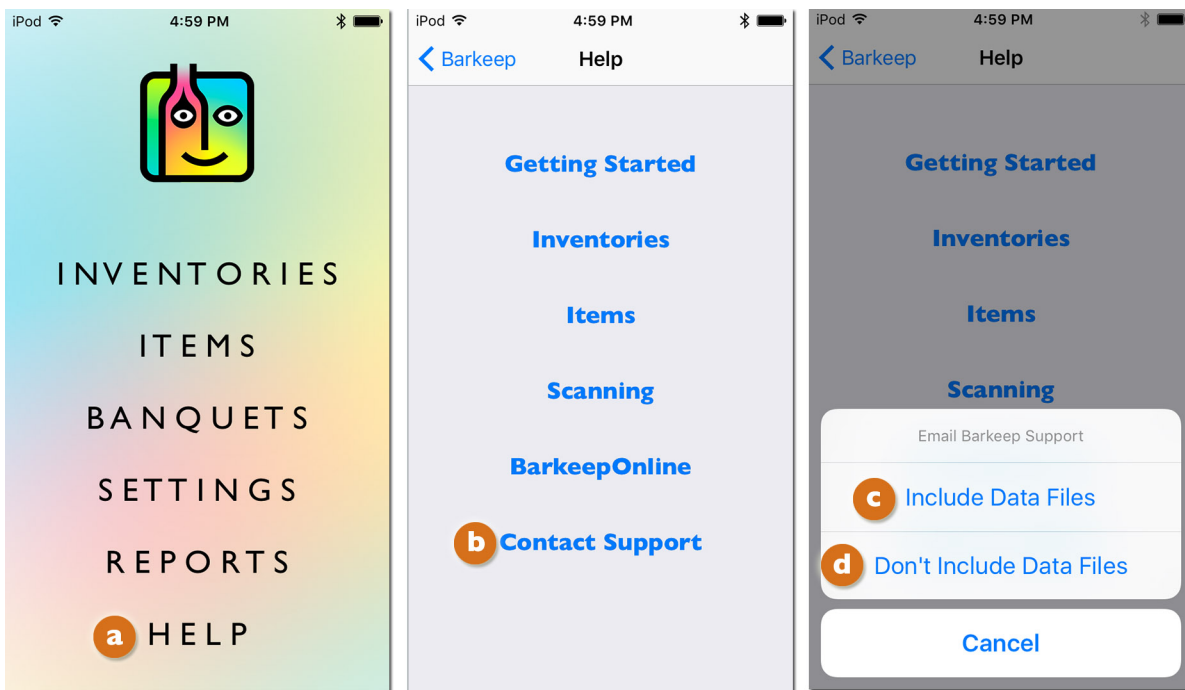 iPod 4:59 PM
INVENTORIES
ITEMS
BANQUETS
SETTINGS
REPORTS
a HELP
iPod 4:59 PM
Barkeep Help
Getting Started
Inventories
Items
Scanning
BarkeepOnline
b Contact Support
iPod 4:59 PM
Barkeep Help
Getting Started
Inventories
Items
Scanning
Email Barkeep Support
c Include Data Files
d Don't Include Data Files
Cancel